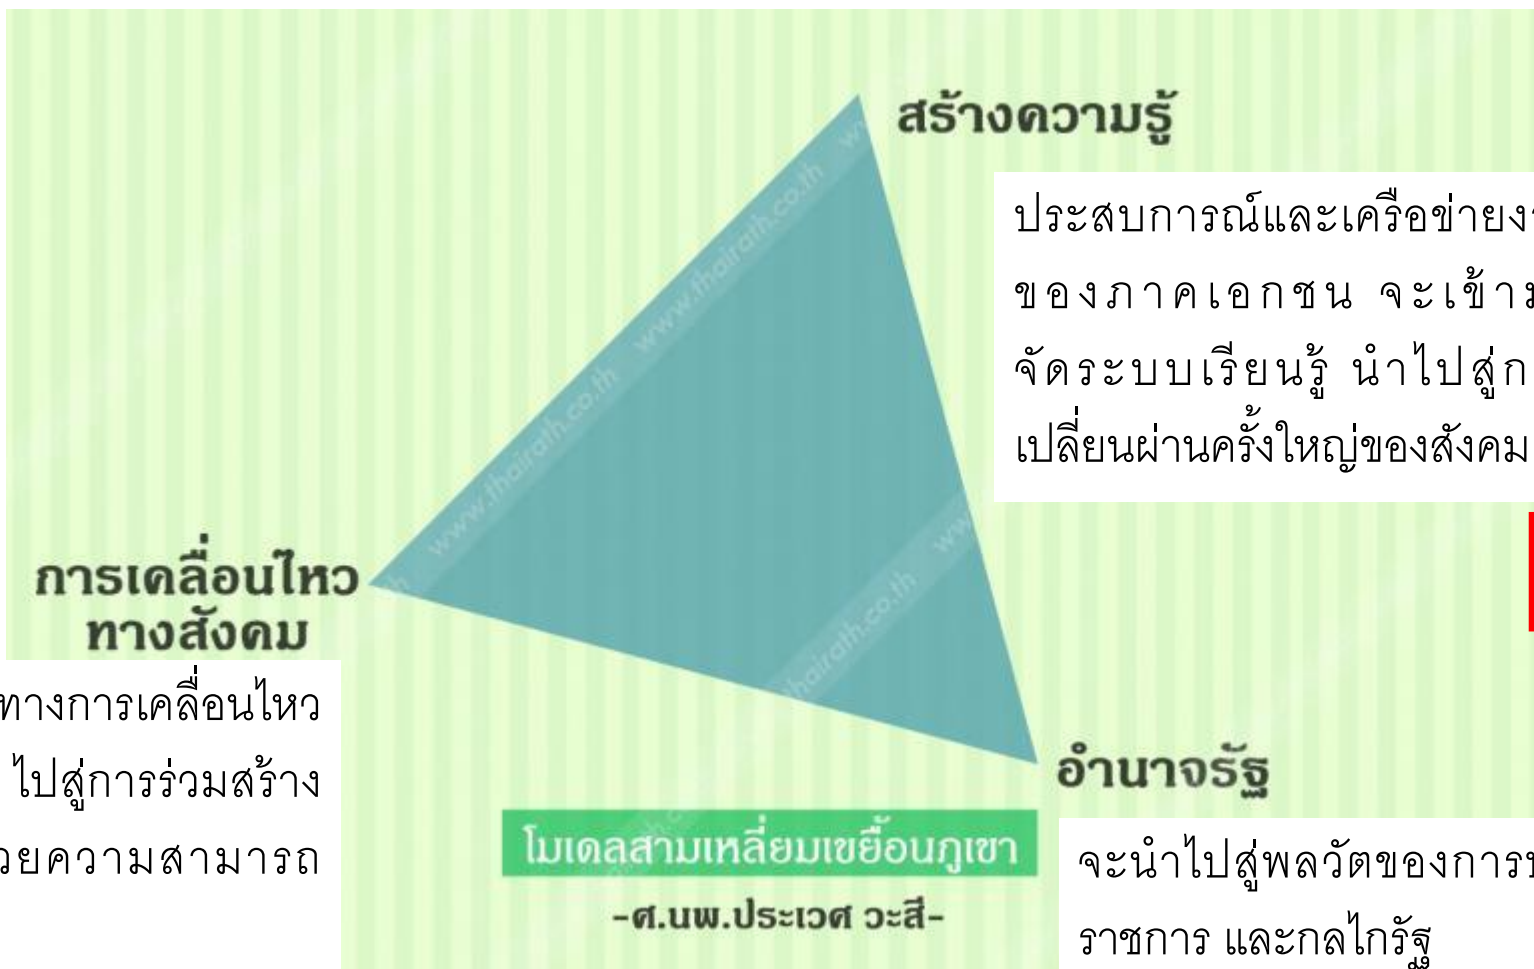 สร้างความรู้
ประสบการณ์และเครือข่าย
ของภาคเอกชน จะเข้า
จัดระบบเรียนรู้ นำไปสู่
เปลี่ยนผ่านครั้งใหญ่ของสังคม
การเคลื่อนไหว
ทางสังคม
ทางการเคลื่อนไหว
ไปสู่การร่วมสร้าง
ความสามารถ
อำนาจรัฐ
โมเดลสามเหลี่ยมเขยื้อนภูเขา
-ศ.นพ.ประเวศ วะสี-
จะนำไปสู่พลวัตของการ
ราชการ และกลไกรัฐ
www.thairath.co.th
www.thairath.co.th